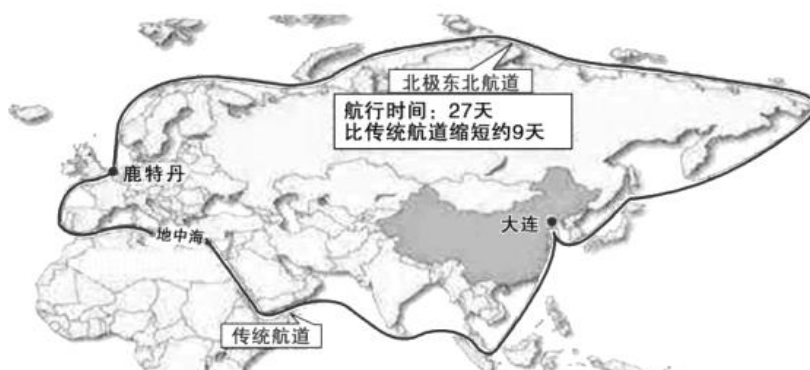 北极东北航道
航行时间：27天
比传统航道缩短约9天
鹿特丹
大连
地中海
传统航道